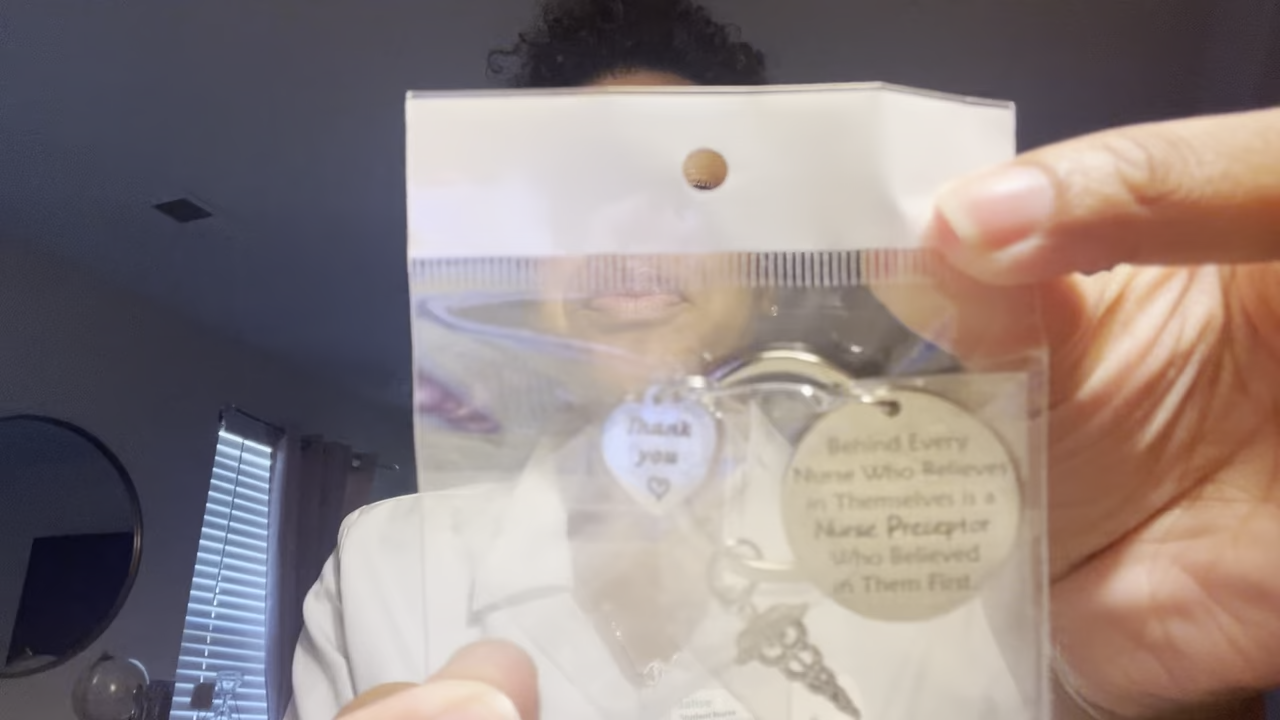 Thank
you
Behind Every
Nurse Who Believes
in Themselves is a
Nurse Preceptor
Who Believed
in Them First